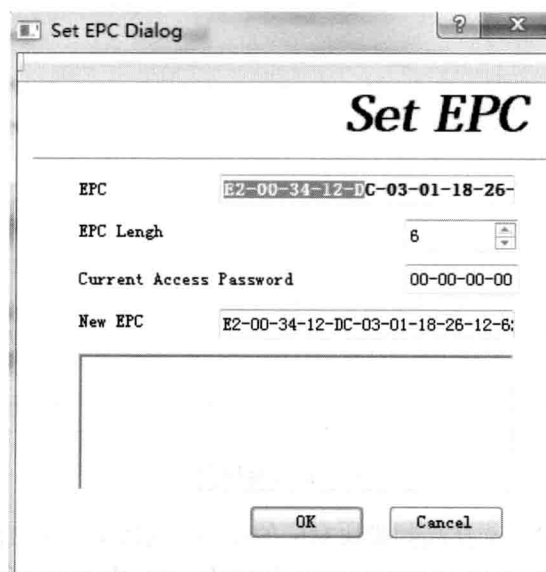 Set EPC Dialog
Set EPC
EPC E2-00-34-12-DC-03-01-18-26-
EPC Lengh 6
Current Access Password 00-00-00-00
New EPC E2-00-34-12-DC-03-01-18-26-12-62
OK Cancel